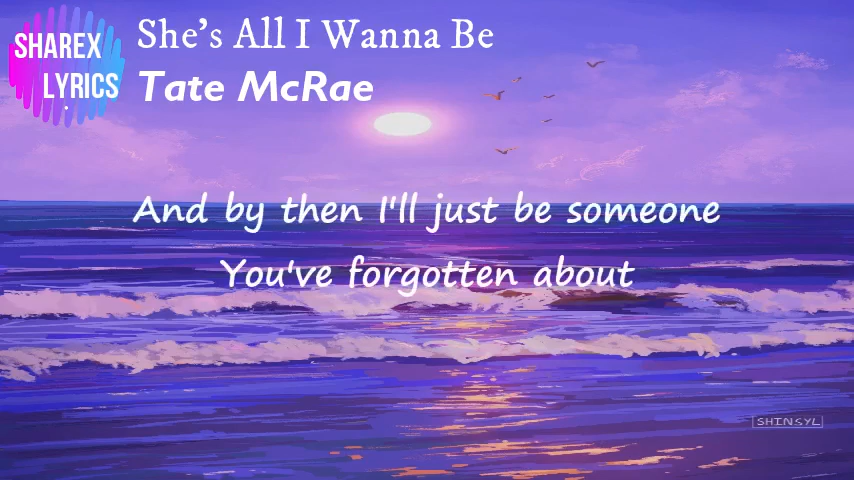 SHAREX
LYRICS
She's All I Wanna Be
Tate McRae
And by then I'll just be someone
You've forgotten about
SHINSYL